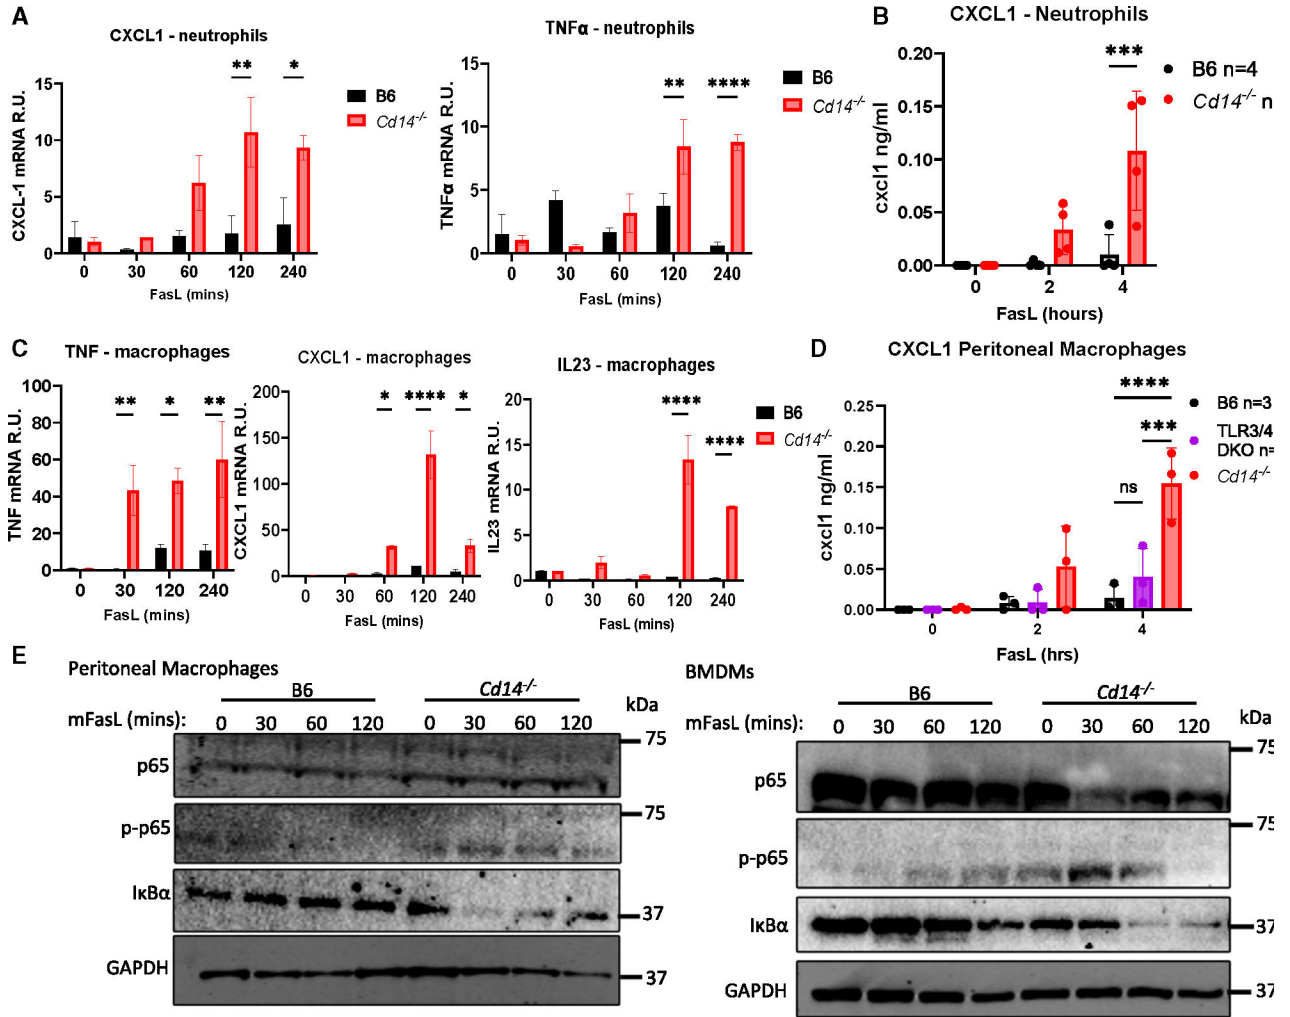 A
CXCL1 - neutrophils
CXCL-1 mRNA R.U.
15
10
5
0
** *
B6
Cd14-/-
0 30 60 120 240
FasL (mins)
TNFα - neutrophils
TNFα mRNA R.U.
15
10
5
0
** ****
B6
Cd14-/-
0 30 60 120 240
FasL (mins)
B
CXCL1 - Neutrophils
cxcl1 ng/ml
0.20
0.15
0.10
0.05
0.00
***
B6 n=4
Cd14-/- n
0 2 4
FasL (hours)
C
TNF - macrophages
TNF mRNA R.U.
100
80
60
40
20
0
** * **
0 30 120 240
FasL (mins)
CXCL1 - macrophages
CXCL1 mRNA R.U.
200
150
100
50
0
* **** *
0 30 60 120 240
FasL (mins)
IL23 - macrophages
IL23 mRNA R.U.
20
15
10
5
0
**** ****
B6
Cd14-/-
0 30 60 120 240
FasL (mins)
D
CXCL1 Peritoneal Macrophages
cxcl1 ng/ml
0.25
0.20
0.15
0.10
0.05
0.00
****
***
ns
B6 n=3
TLR3/4
DKO n=
Cd14-/-
0 2 4
FasL (hrs)
E
Peritoneal Macrophages
B6 Cd14-/-
kDa
mFasL (mins): 0 30 60 120 0 30 60 120
75
p65
75
p-p65
IκBα
37
GAPDH
37
BMDMs
B6 Cd14-/-
mFasL (mins): 0 30 60 120 0 30 60 120 kDa
75
p65
75
p-p65
IκBα
37
GAPDH
37